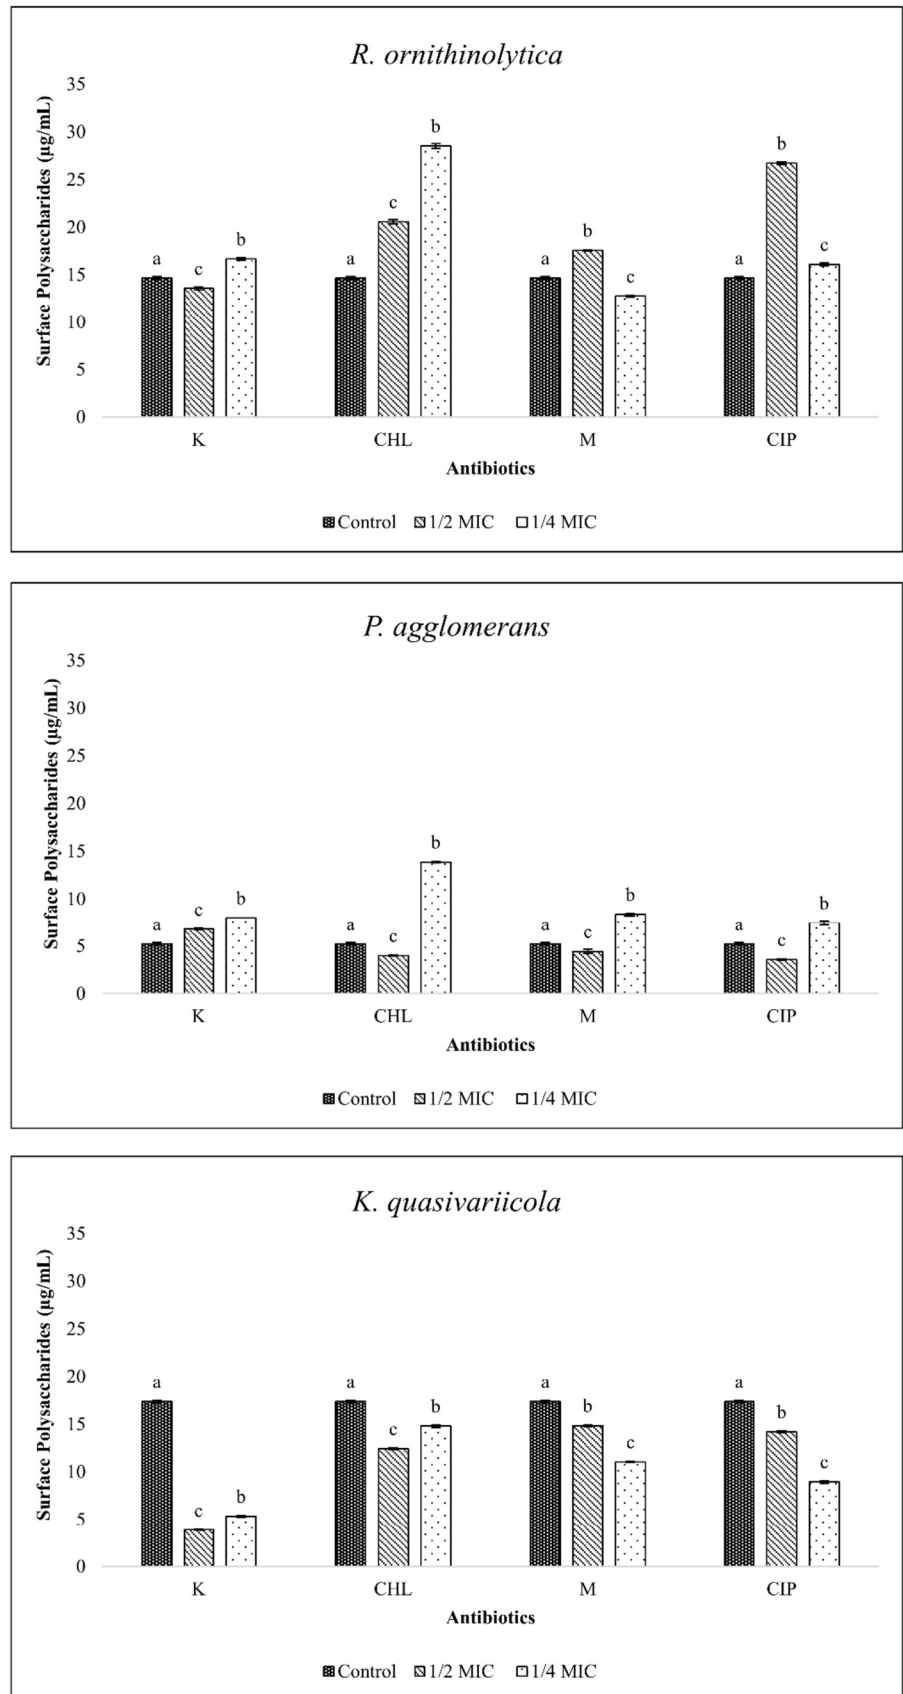 R. ornithinolytica
Surface Polysaccharides (µg/mL)
35
30
25
20
15
10
5
0
a c b
a c b
a b c
a b c
K CHL M CIP
Antibiotics
Control 1/2 MIC 1/4 MIC
P. agglomerans
Surface Polysaccharides (µg/mL)
35
30
25
20
15
10
5
0
a c b
a c b
a c b
a c b
K CHL M CIP
Antibiotics
Control 1/2 MIC 1/4 MIC
K. quasivariicola
Surface Polysaccharides (µg/mL)
35
30
25
20
15
10
5
0
a c b
a c b
a b c
a b c
K CHL M CIP
Antibiotics
Control 1/2 MIC 1/4 MIC